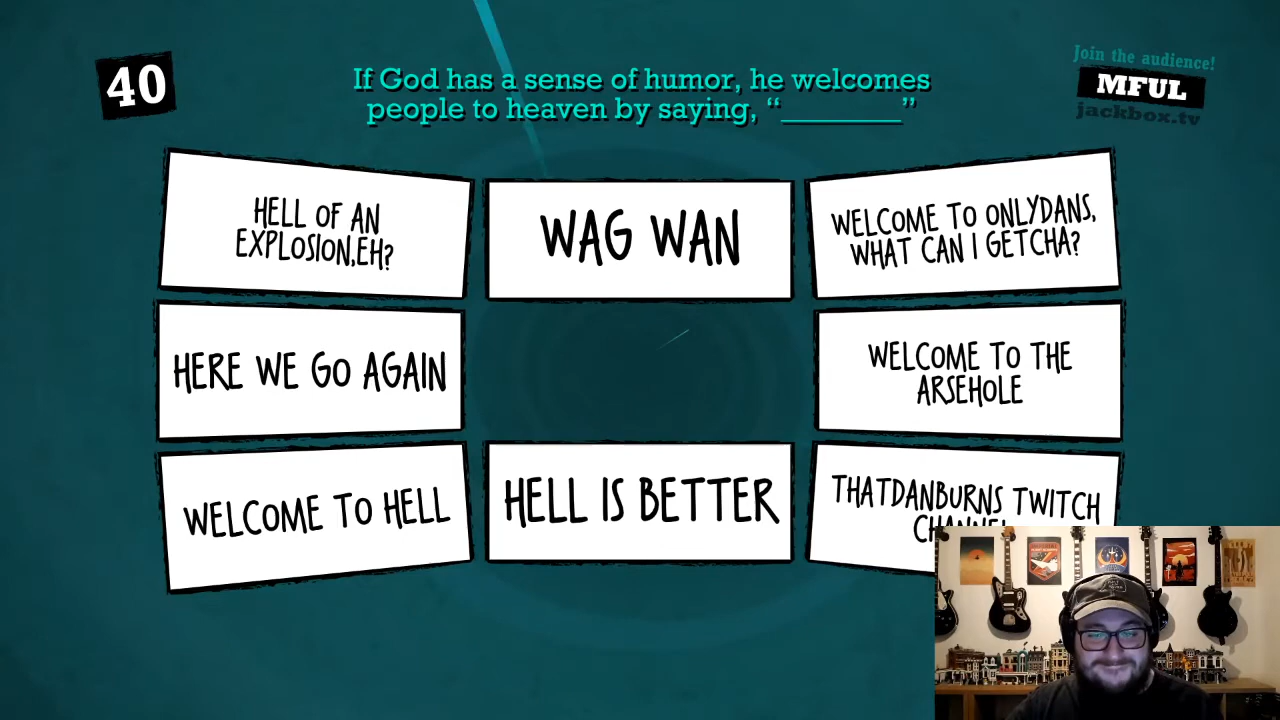 40
If God has a sense of humor, he welcomes
people to heaven by saying, “________”
Join the audience!
MFUL
jackbox.tv
HELL OF AN
EXPLOSION,EH?
WAG WAN
WELCOME TO ONLYDANS,
WHAT CAN I GETCHA?
HERE WE GO AGAIN
WELCOME TO THE
ARSEHOLE
WELCOME TO HELL
HELL IS BETTER
THATDANBURNS TWITCH
CHANNEL